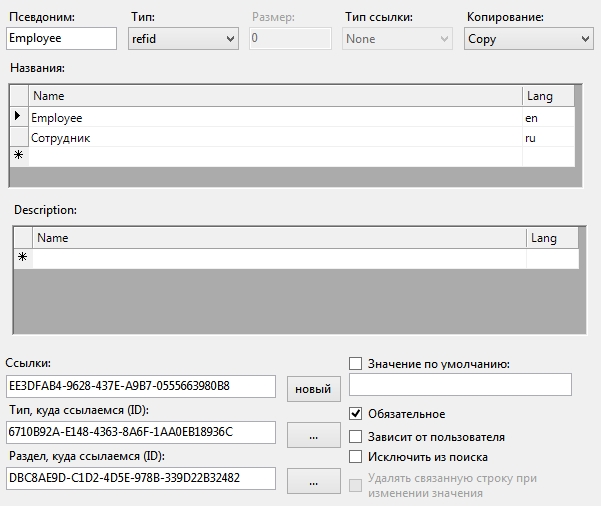 Псевдоним: Тип: Размер: Тип ссылки: Копирование:
Employee refid 0 None Copy
Названия:
Name Lang
Employee en
Сотрудник ru
Description:
Name Lang
Ссылки:
EE3DFAB4-9628-437E-A9B7-0555663980B8 новый
Тип, куда ссылаемся (ID):
6710B92A-E148-4363-8A6F-1AA0EB18936C ...
Раздел, куда ссылаемся (ID):
DBC8AE9D-C1D2-4D5E-978B-339D22B32482 ...
Значение по умолчанию:
Обязательное
Зависит от пользователя
Исключить из поиска
Удалять связанную строку при
изменении значения